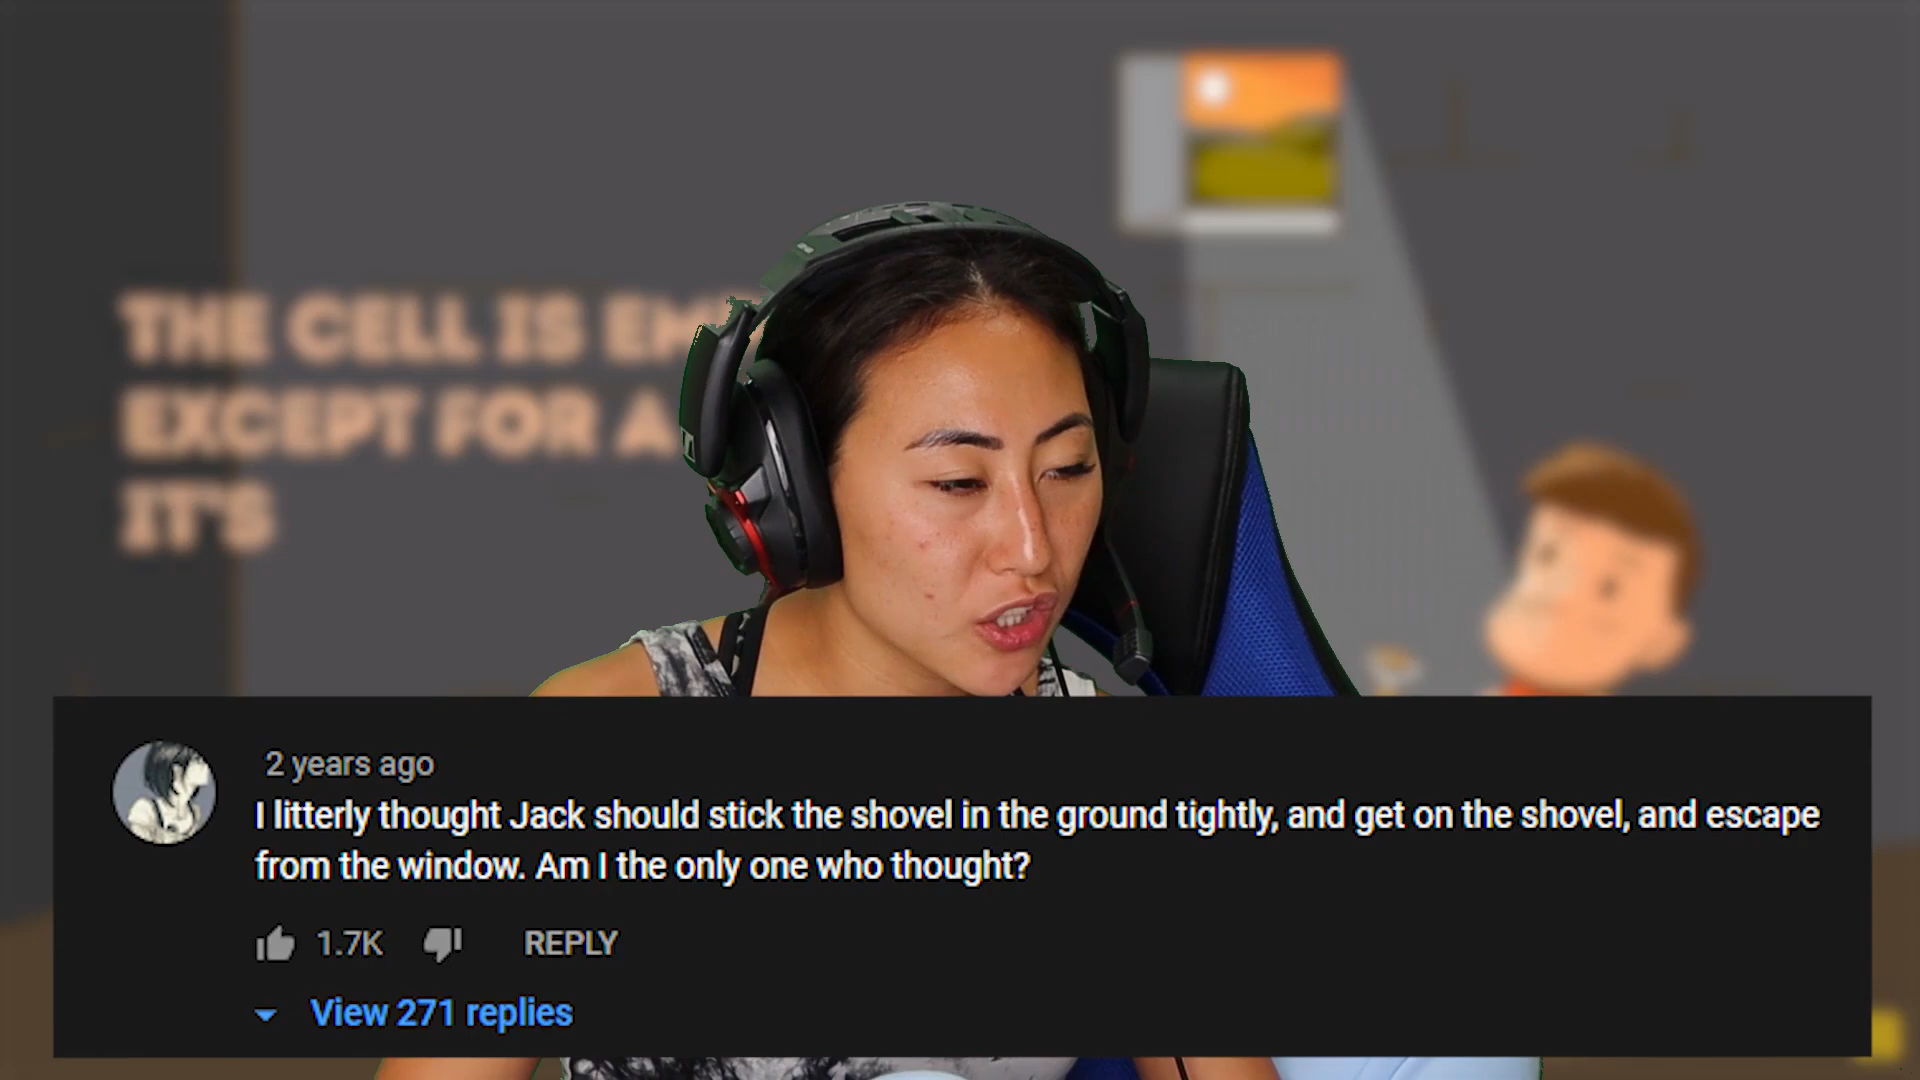 THE CELL IS EM
EXCEPT FOR A
IT'S
2 years ago
I litterly thought Jack should stick the shovel in the ground tightly, and get on the shovel, and escape
from the window. Am I the only one who thought?
1.7K REPLY
View 271 replies